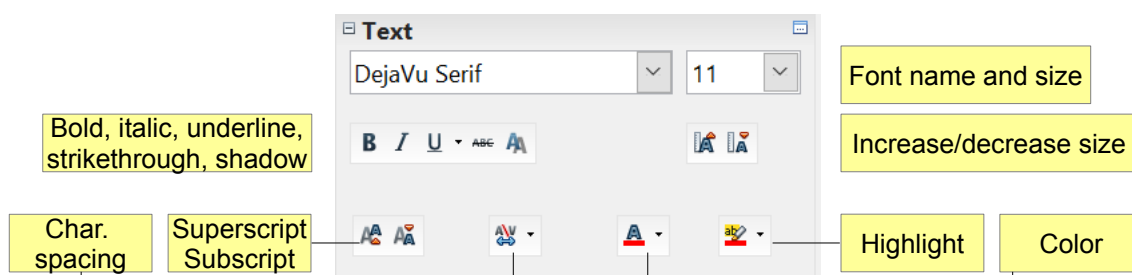 Text
DejaVu Serif
11
Font name and size
Bold, italic, underline,
strikethrough, shadow
B I U ABC A
Increase/decrease size
Char.
spacing
Superscript
Subscript
Highlight
Color